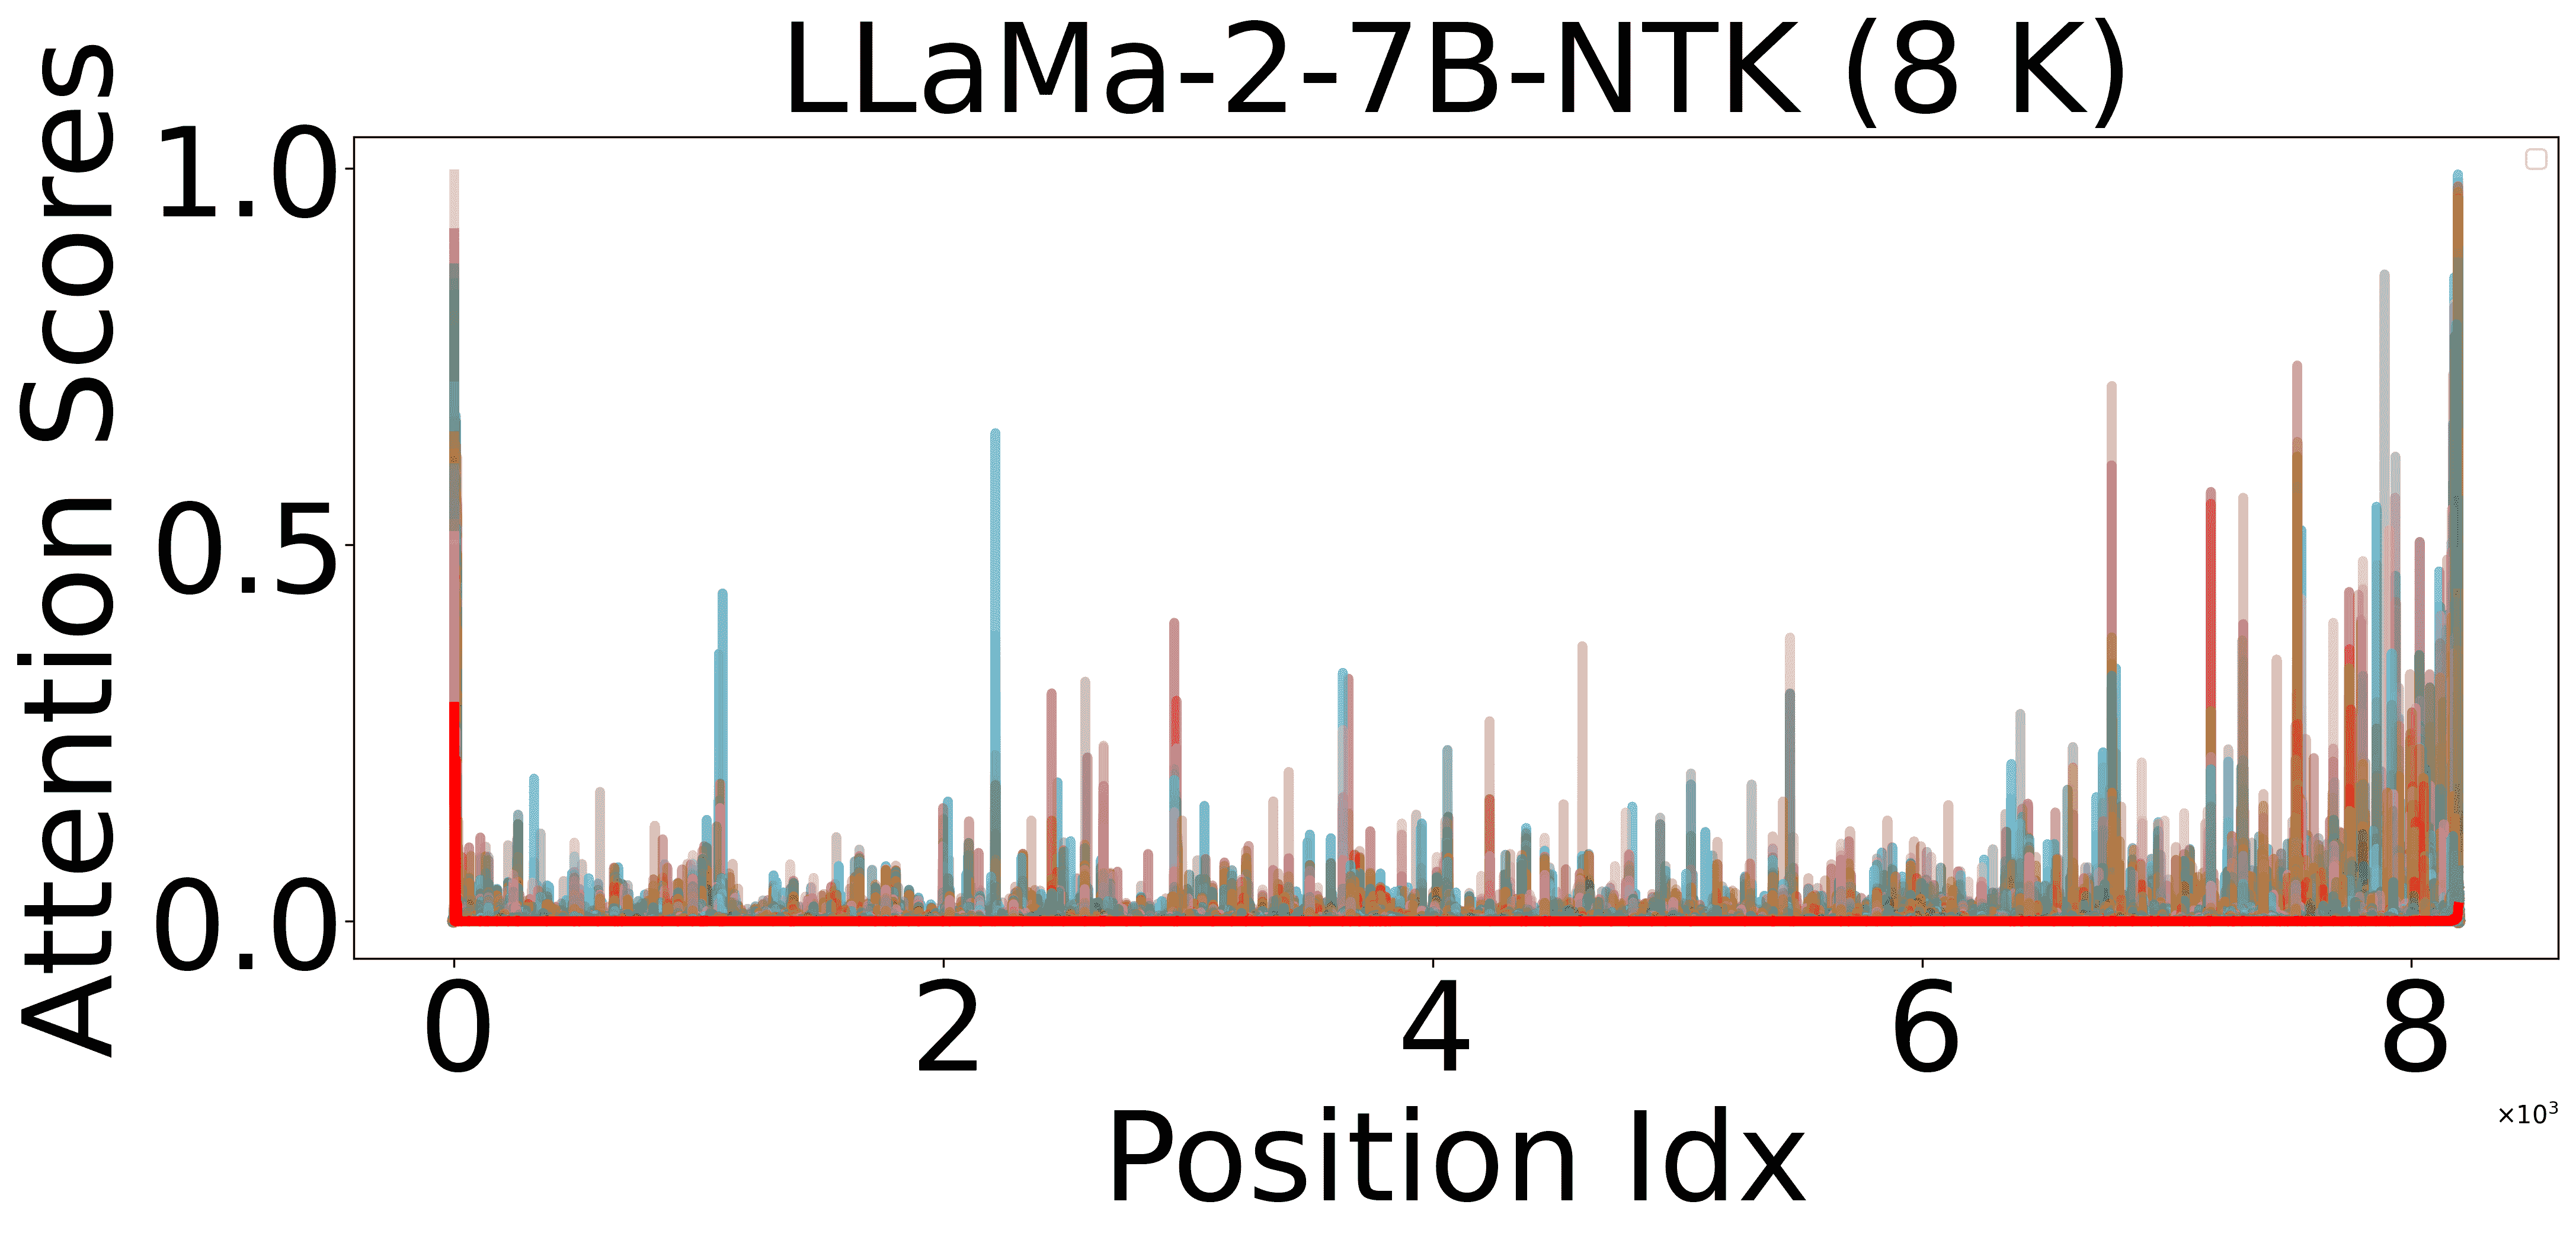 LLaMa-2-7B-NTK (8 K)
Attention Scores
1.0
0.5
0.0
0 2 4 6 8
×10³
Position Idx